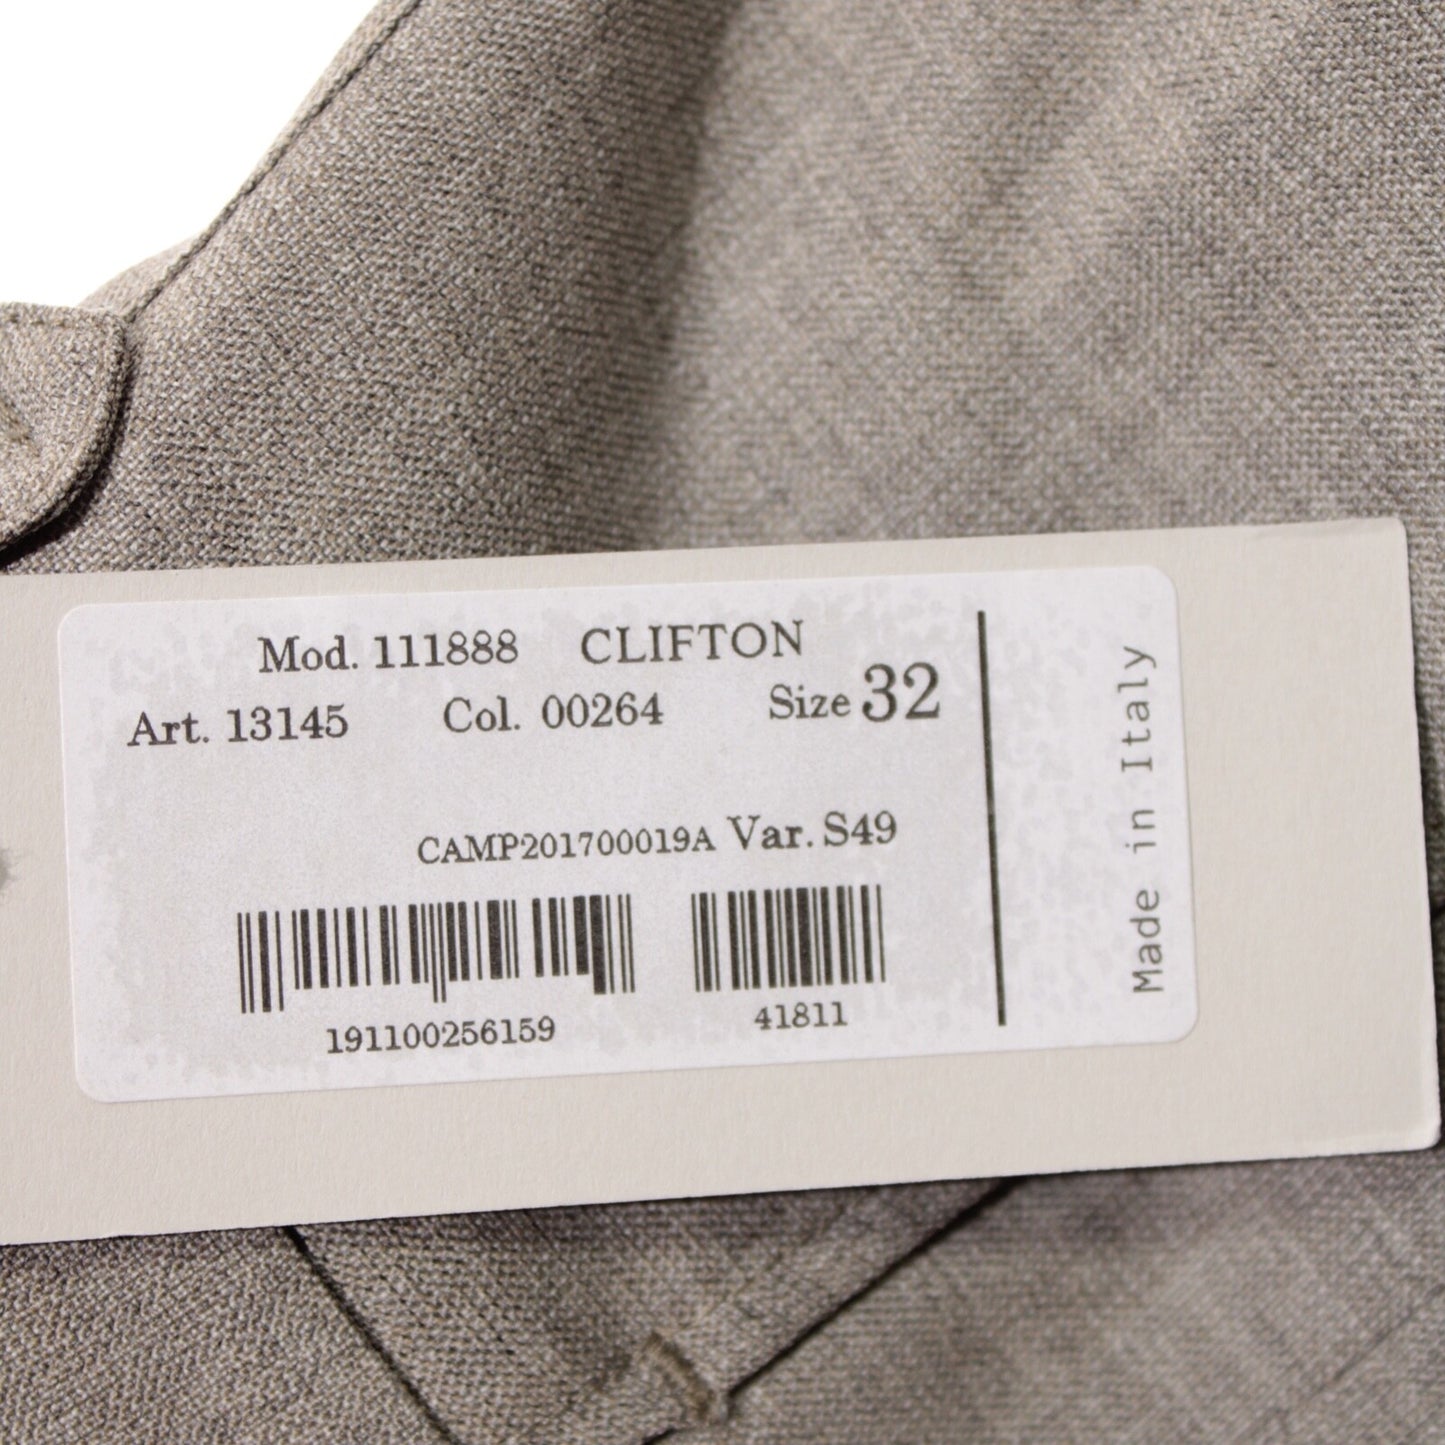 Mod. 111888 CLIFTON
Art. 13145 Col. 00264 Size 32
CAMP201700019A Var. S49
191100256159 41811
Made in Italy